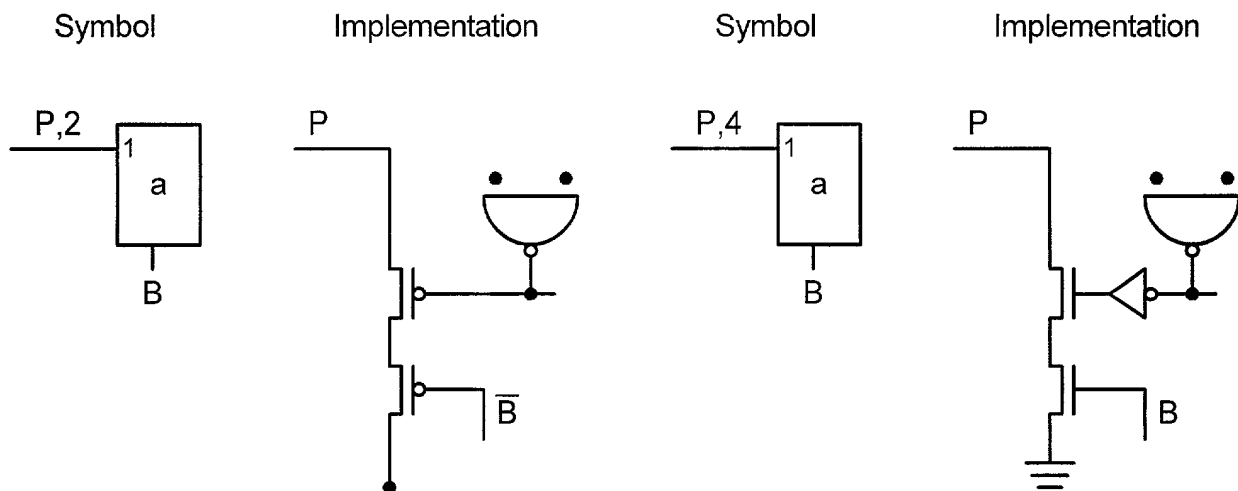 Symbol Implementation Symbol Implementation
P,2 P P,4 P
1 1
a a
B B
B̅ B